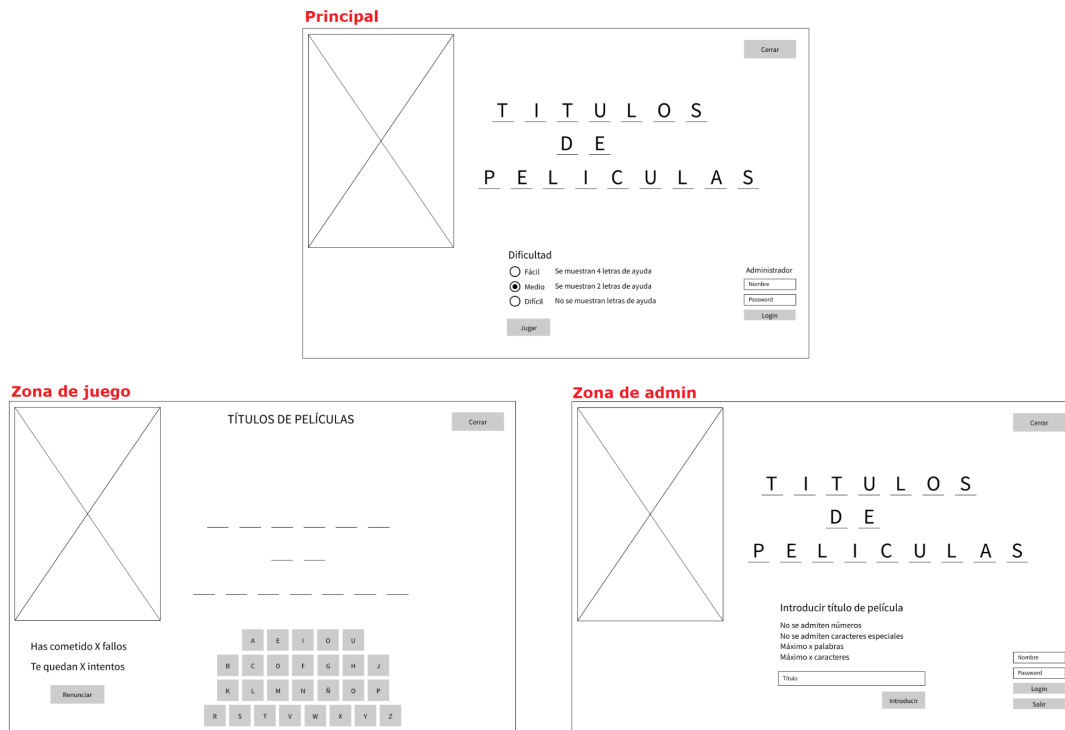 Principal
Cerrar
T I T U L O S
D E
P E L I C U L A S
Dificultad
Fácil Se muestran 4 letras de ayuda
Medio Se muestran 2 letras de ayuda
Difícil No se muestran letras de ayuda
Jugar
Administrador
Nombre
Password
Login
Zona de juego
TÍTULOS DE PELÍCULAS
Cerrar
Has cometido X fallos
Te quedan X intentos
Renunciar
A E I O U
B C D F G H J
K L M N Ñ O P
R S T V W X Y Z
Zona de admin
Cerrar
T I T U L O S
D E
P E L I C U L A S
Introducir título de película
No se admiten números
No se admiten caracteres especiales
Máximo x palabras
Máximo x caracteres
Título
Introducir
Nombre
Password
Login
Salir